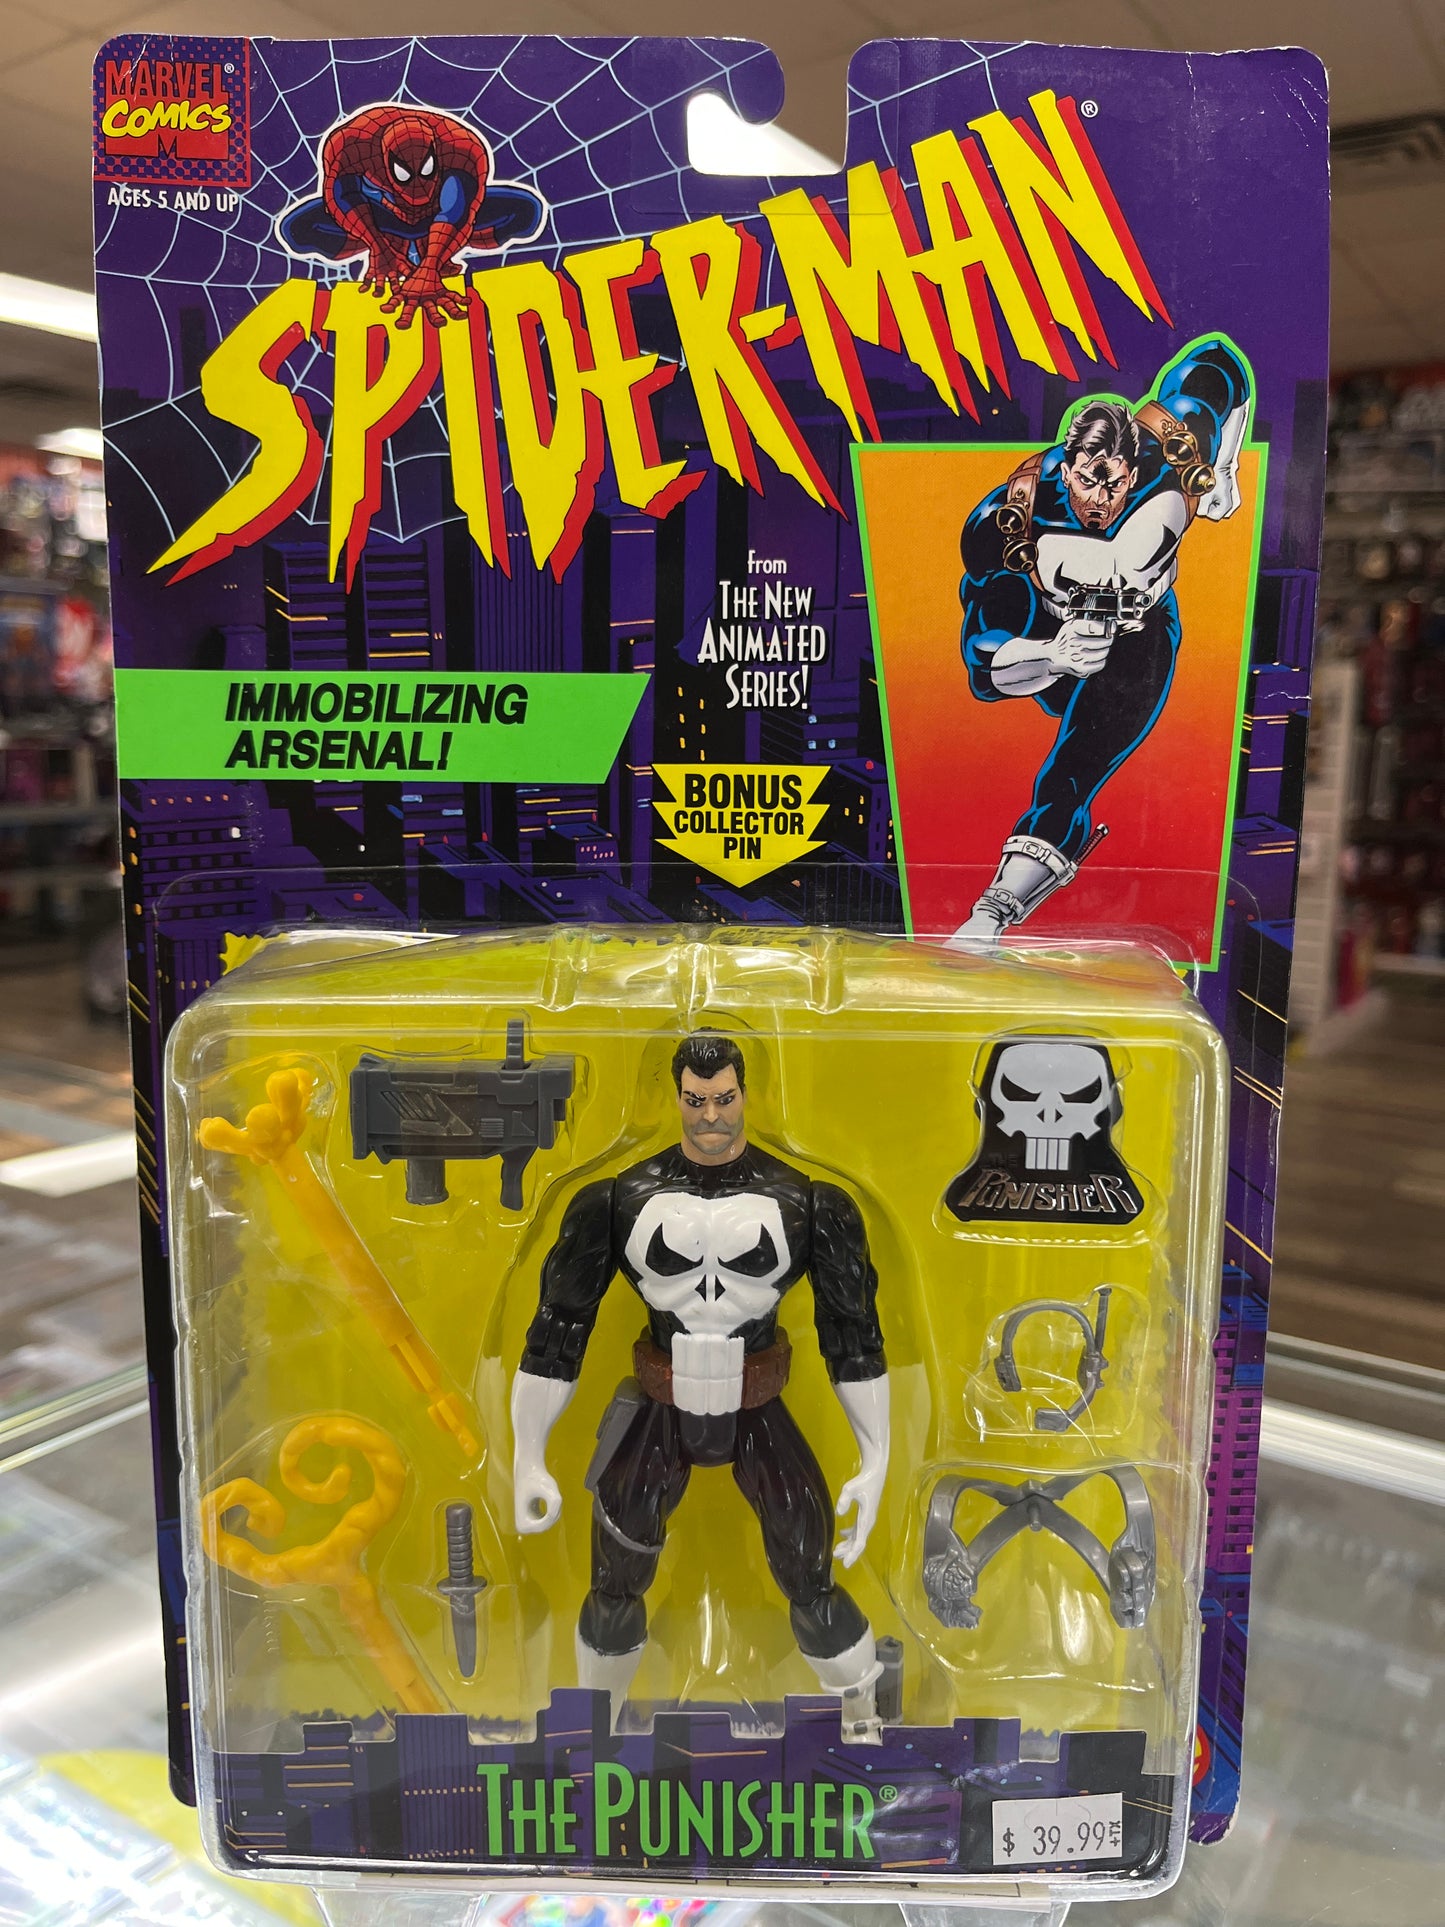 MARVEL®
COMICS
M
AGES 5 AND UP
SPIDER-MAN®
from
THE NEW
ANIMATED
SERIES!
IMMOBILIZING
ARSENAL!
BONUS
COLLECTOR
PIN
THE
PUNISHER
THE PUNISHER®
$ 39.99+TX